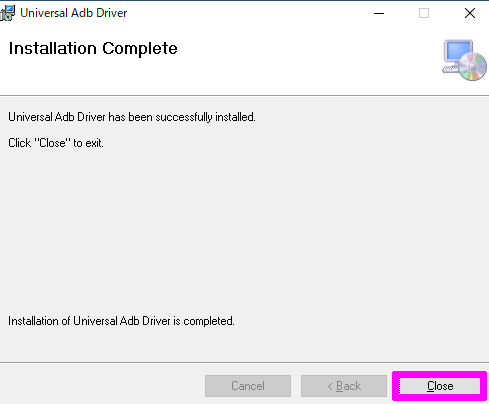 Universal Adb Driver
Installation Complete
Universal Adb Driver has been successfully installed.
Click "Close" to exit.
Installation of Universal Adb Driver is completed.
Cancel
< Back
Close